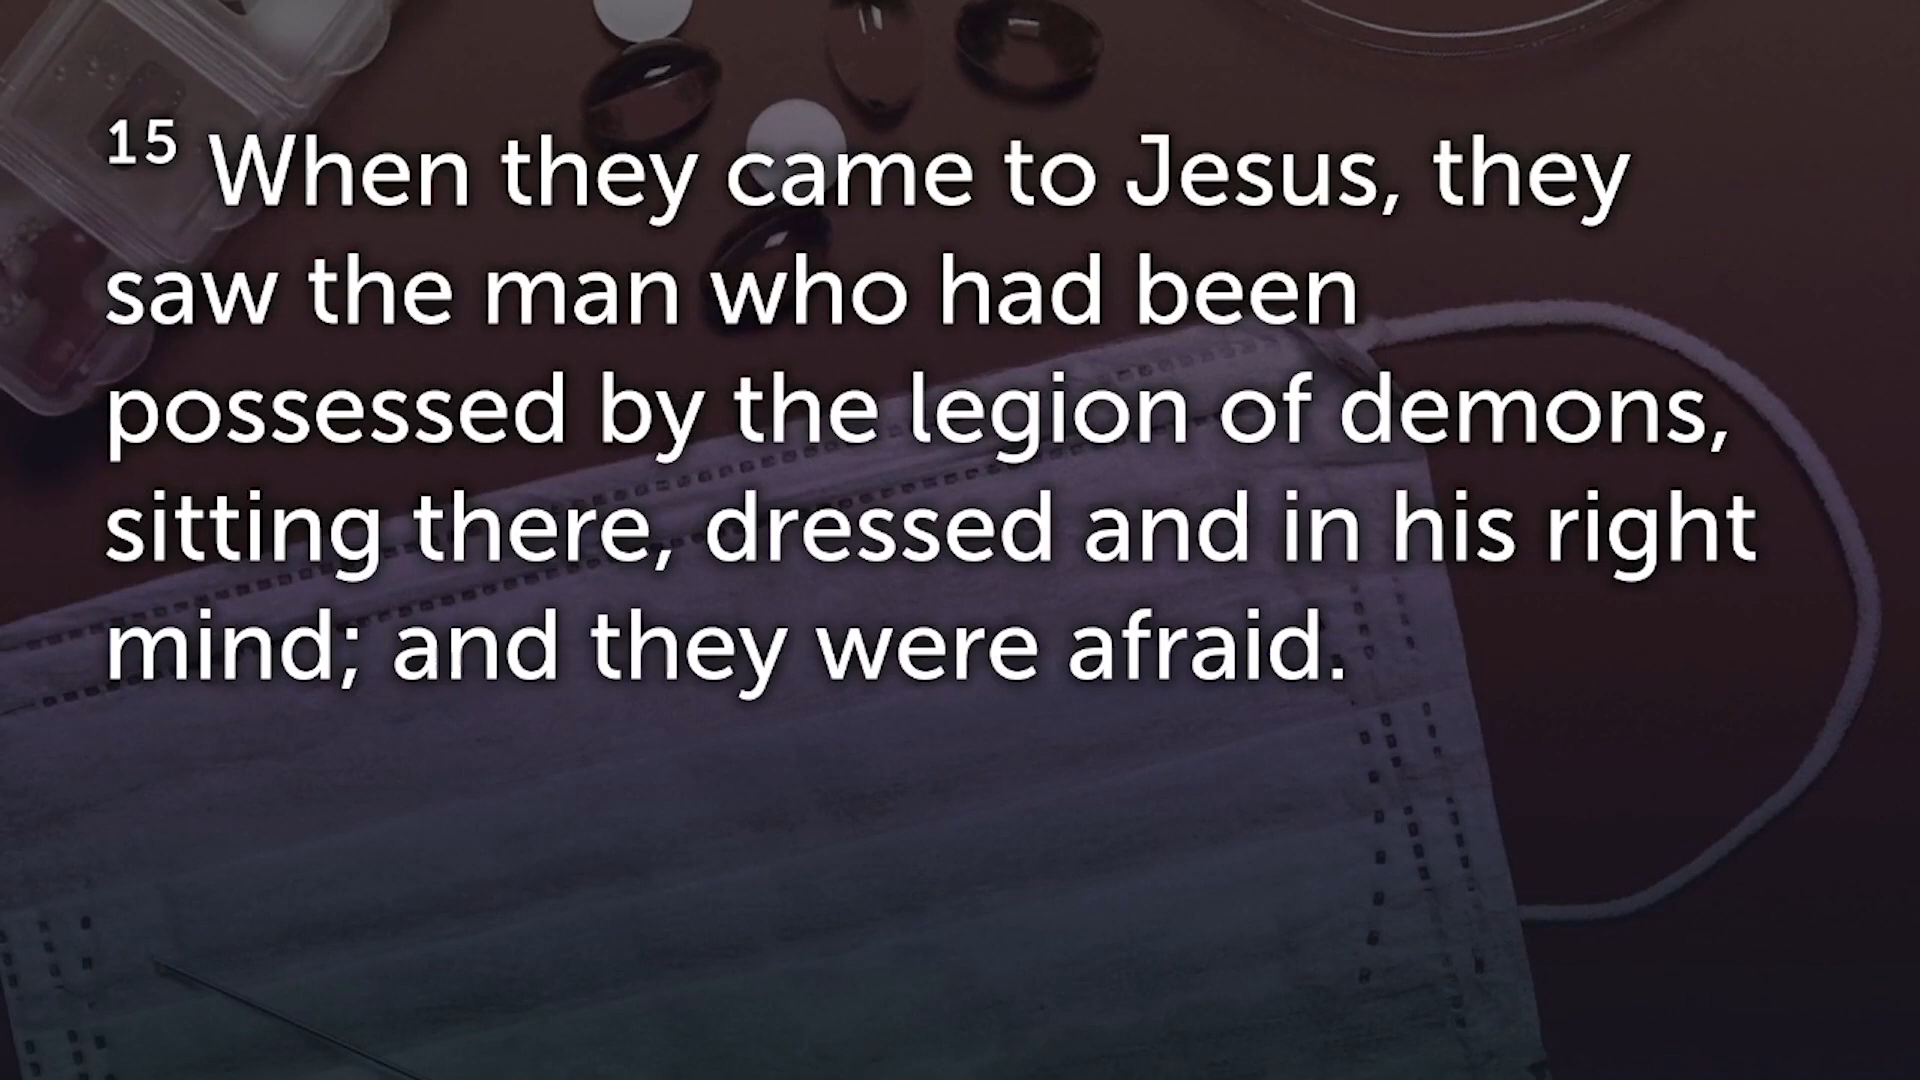 15 When they came to Jesus, they
saw the man who had been
possessed by the legion of demons,
sitting there, dressed and in his right
mind; and they were afraid.